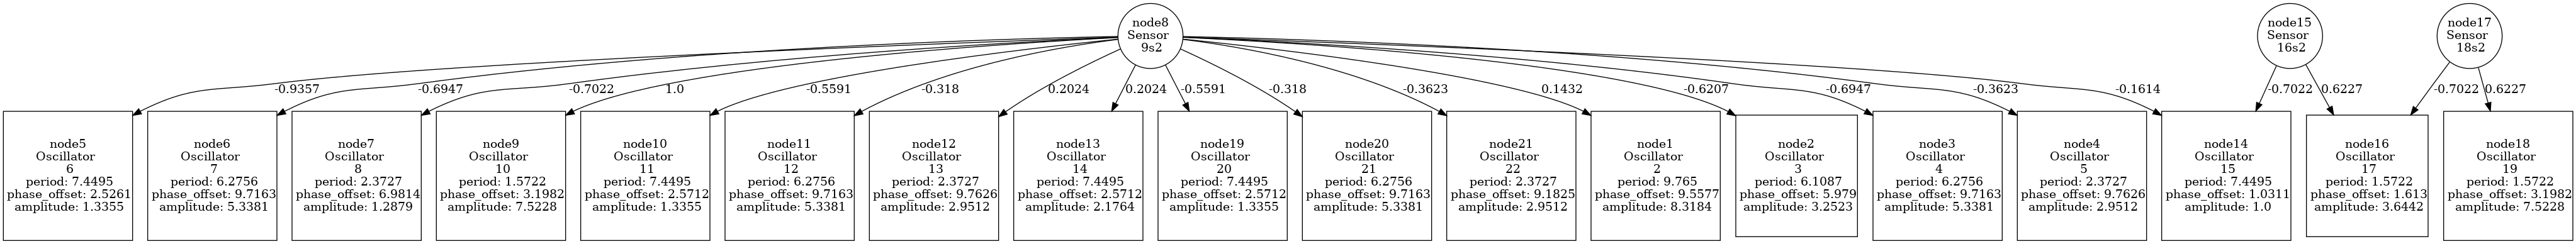 node8
Sensor
9s2
node15
Sensor
16s2
node17
Sensor
18s2
-0.9357
-0.6947
-0.7022
1.0
-0.5591
-0.318
0.2024
0.2024
-0.5591
-0.318
-0.3623
0.1432
-0.6207
-0.6947
-0.3623
-0.1614
-0.7022
0.6227
-0.7022
0.6227
node5
Oscillator
6
period: 7.4495
phase_offset: 2.5261
amplitude: 1.3355
node6
Oscillator
7
period: 6.2756
phase_offset: 9.7163
amplitude: 5.3381
node7
Oscillator
8
period: 2.3727
phase_offset: 6.9814
amplitude: 1.2879
node9
Oscillator
10
period: 1.5722
phase_offset: 3.1982
amplitude: 7.5228
node10
Oscillator
11
period: 7.4495
phase_offset: 2.5712
amplitude: 1.3355
node11
Oscillator
12
period: 6.2756
phase_offset: 9.7163
amplitude: 5.3381
node12
Oscillator
13
period: 2.3727
phase_offset: 9.7626
amplitude: 2.9512
node13
Oscillator
14
period: 7.4495
phase_offset: 2.5712
amplitude: 2.1764
node19
Oscillator
20
period: 7.4495
phase_offset: 2.5712
amplitude: 1.3355
node20
Oscillator
21
period: 6.2756
phase_offset: 9.7163
amplitude: 5.3381
node21
Oscillator
22
period: 2.3727
phase_offset: 9.1825
amplitude: 2.9512
node1
Oscillator
2
period: 9.765
phase_offset: 9.5577
amplitude: 8.3184
node2
Oscillator
3
period: 6.1087
phase_offset: 5.979
amplitude: 3.2523
node3
Oscillator
4
period: 6.2756
phase_offset: 9.7163
amplitude: 5.3381
node4
Oscillator
5
period: 2.3727
phase_offset: 9.7626
amplitude: 2.9512
node14
Oscillator
15
period: 7.4495
phase_offset: 1.0311
amplitude: 1.0
node16
Oscillator
17
period: 1.5722
phase_offset: 1.613
amplitude: 3.6442
node18
Oscillator
19
period: 1.5722
phase_offset: 3.1982
amplitude: 7.5228